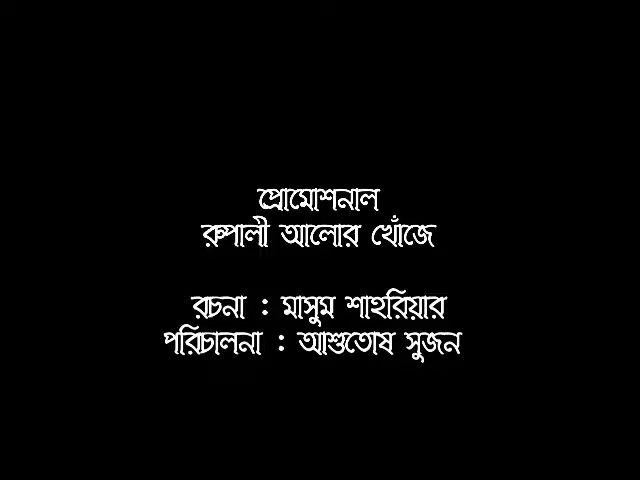 প্রোমোশনাল
রুপালী আলোর খোঁজে
রচনা : মাসুম শাহরিয়ার
পরিচালনা : আশুতোষ সুজন